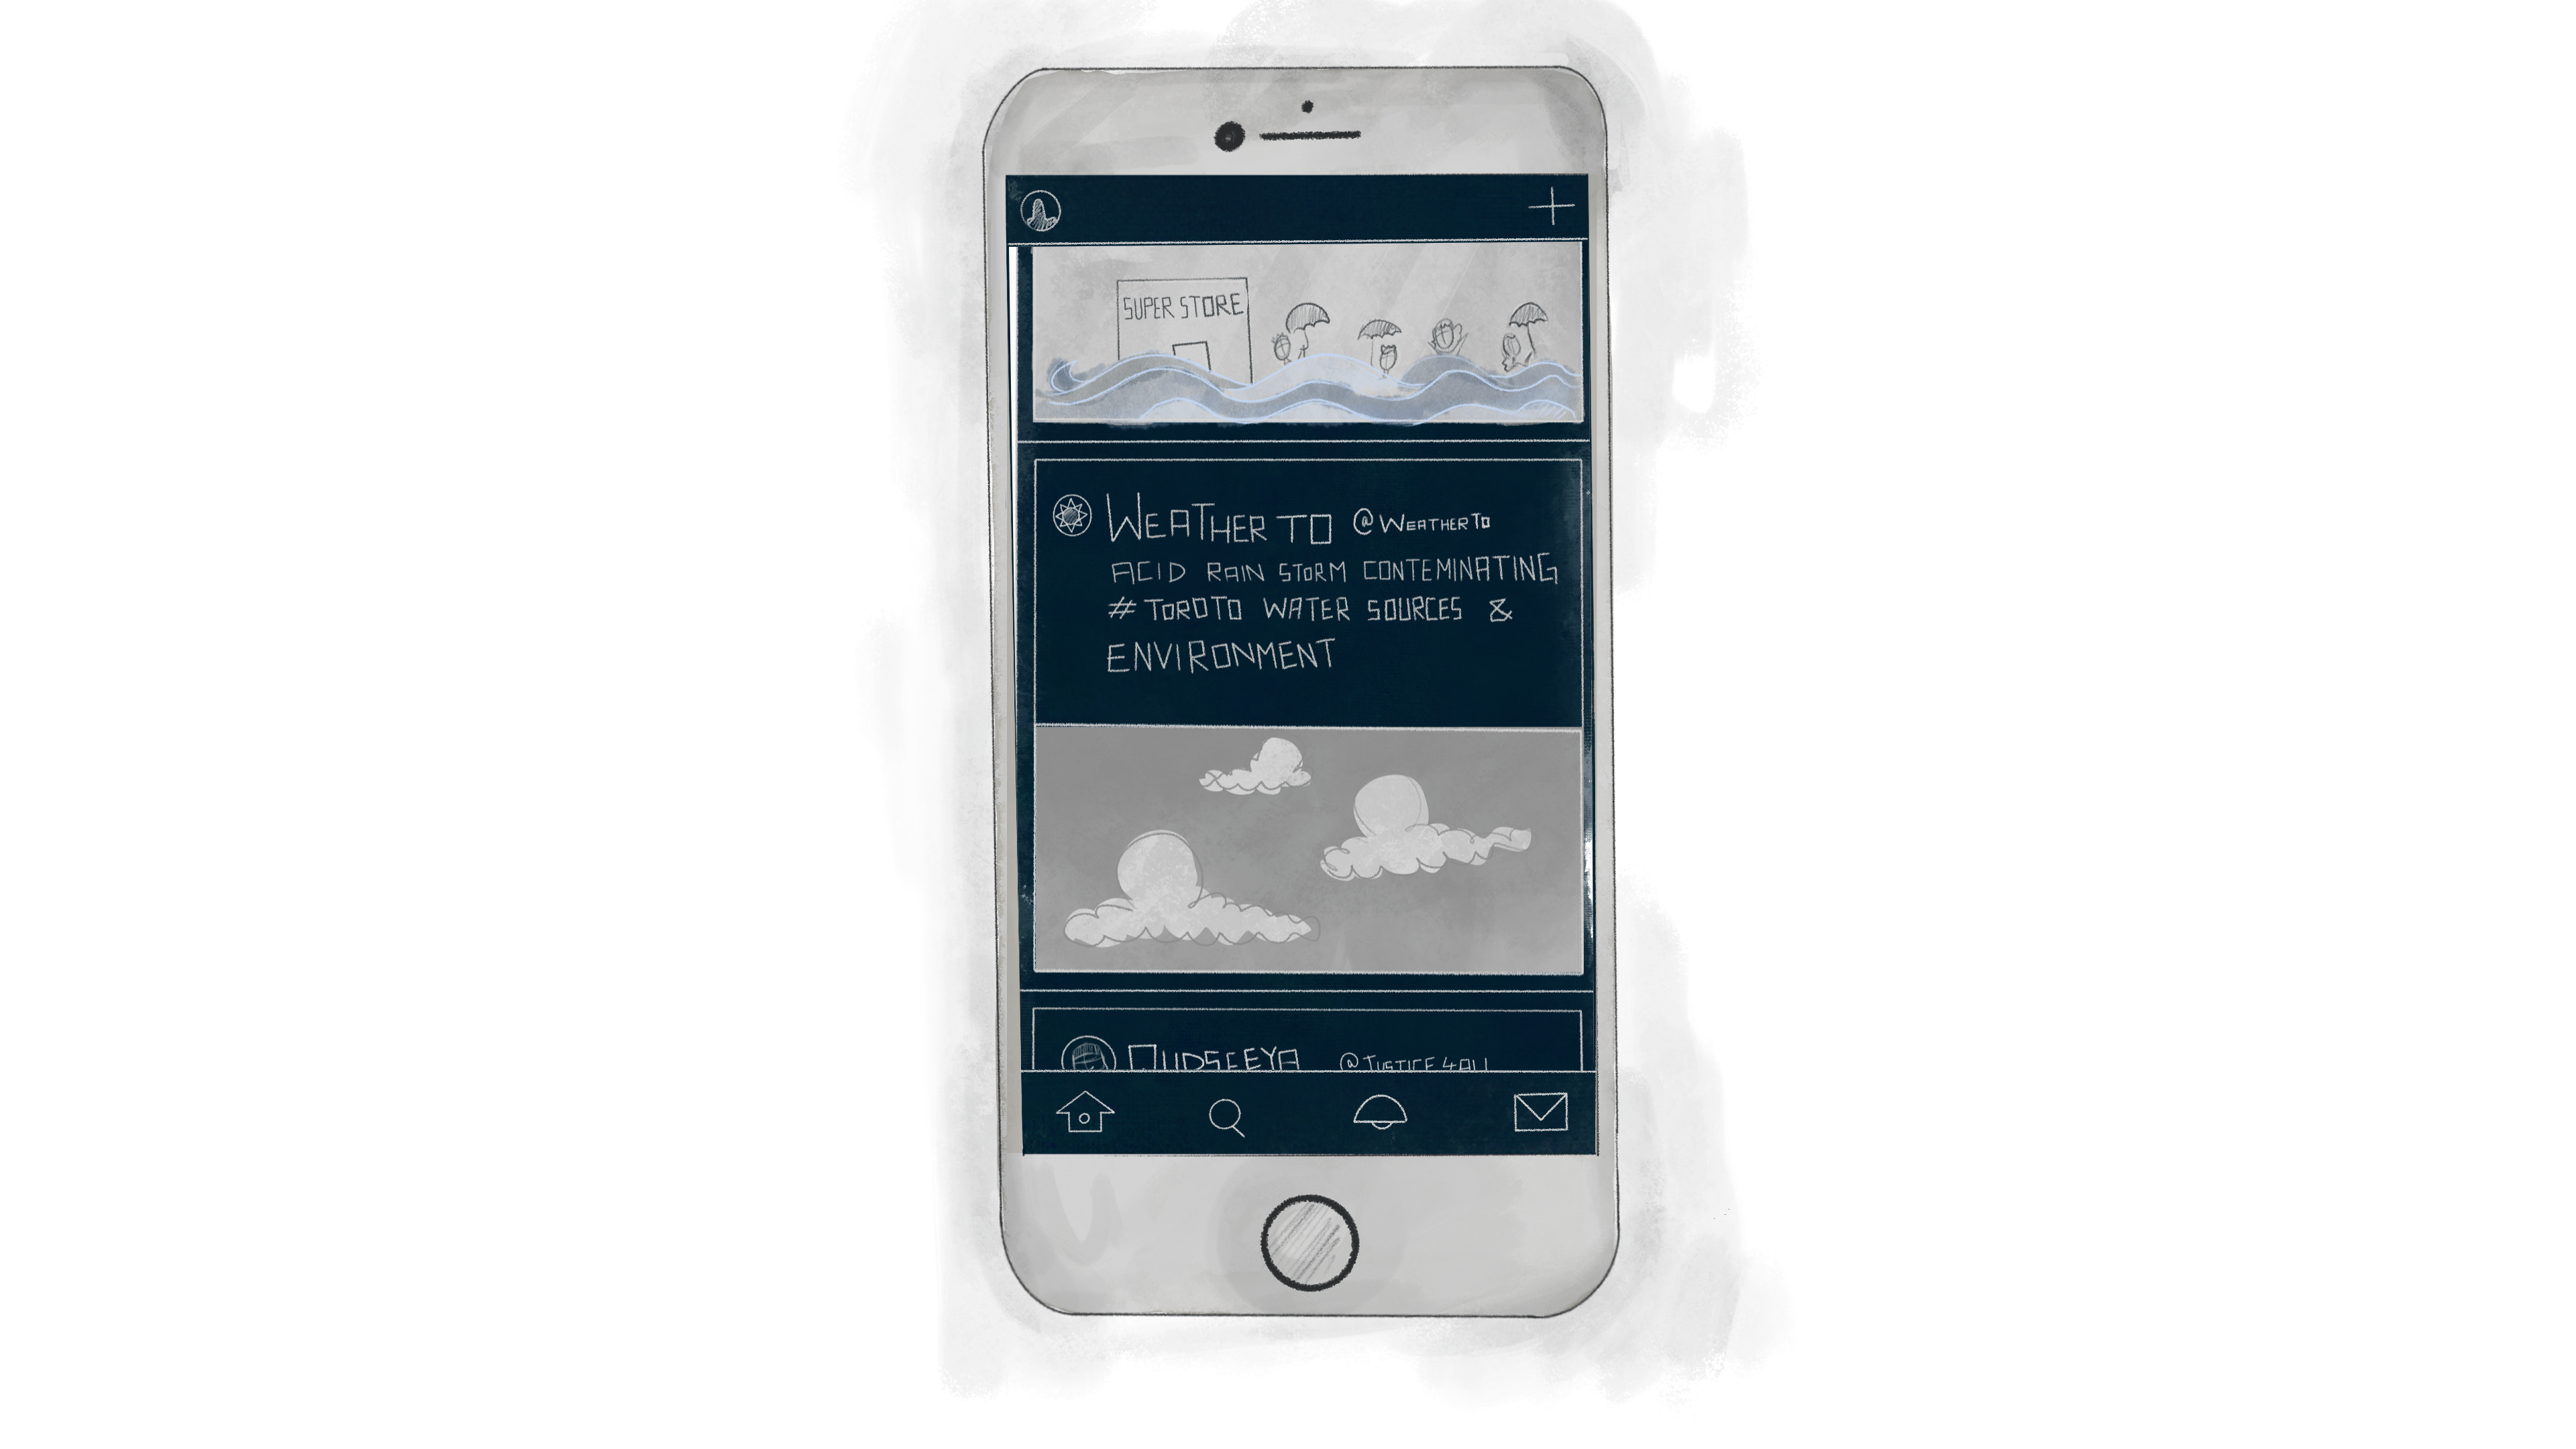 SUPER STORE
WEATHER TO @WEATHERTO
ACID RAIN STORM CONTEMINATING
# TOROTO WATER SOURCES &
ENVIRONMENT
QUDSEEYA @JUSTICE4ALL